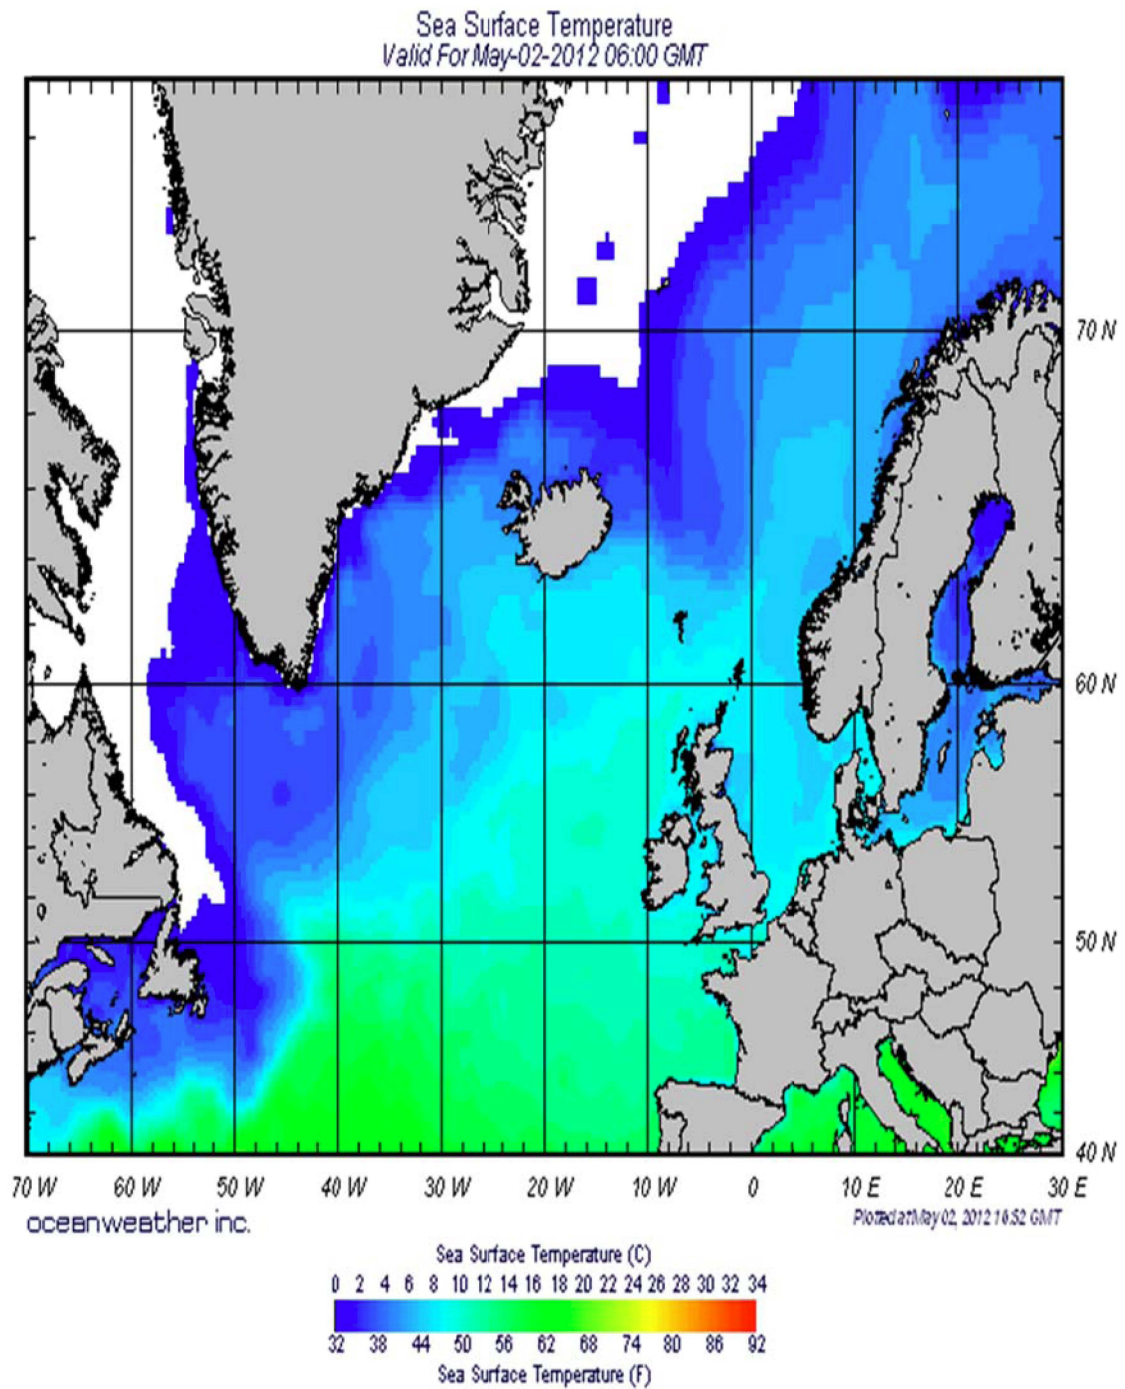 Sea Surface Temperature
Valid For May-02-2012 06:00 GMT
70 N
60 N
50 N
40 N
70 W 60 W 50 W 40 W 30 W 20 W 10 W 0 10 E 20 E 30 E
oceanweather inc.
Plotted at May 02, 2012 16:52 GMT
Sea Surface Temperature (C)
0 2 4 6 8 10 12 14 16 18 20 22 24 26 28 30 32 34
32 38 44 50 56 62 68 74 80 86 92
Sea Surface Temperature (F)